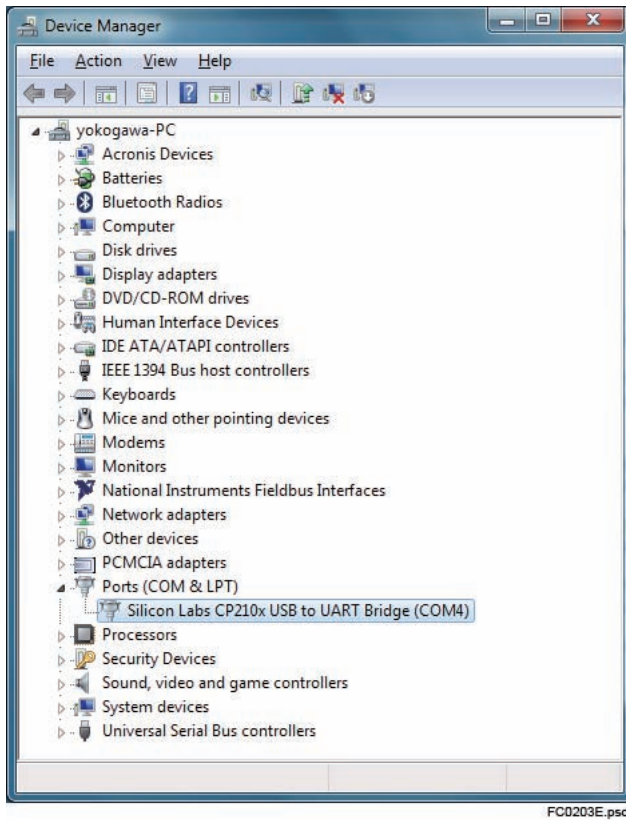 Device Manager
File Action View Help
yokogawa-PC
Acronis Devices
Batteries
Bluetooth Radios
Computer
Disk drives
Display adapters
DVD/CD-ROM drives
Human Interface Devices
IDE ATA/ATAPI controllers
IEEE 1394 Bus host controllers
Keyboards
Mice and other pointing devices
Modems
Monitors
National Instruments Fieldbus Interfaces
Network adapters
Other devices
PCMCIA adapters
Ports (COM & LPT)
Silicon Labs CP210x USB to UART Bridge (COM4)
Processors
Security Devices
Sound, video and game controllers
System devices
Universal Serial Bus controllers
FC0203E.psd